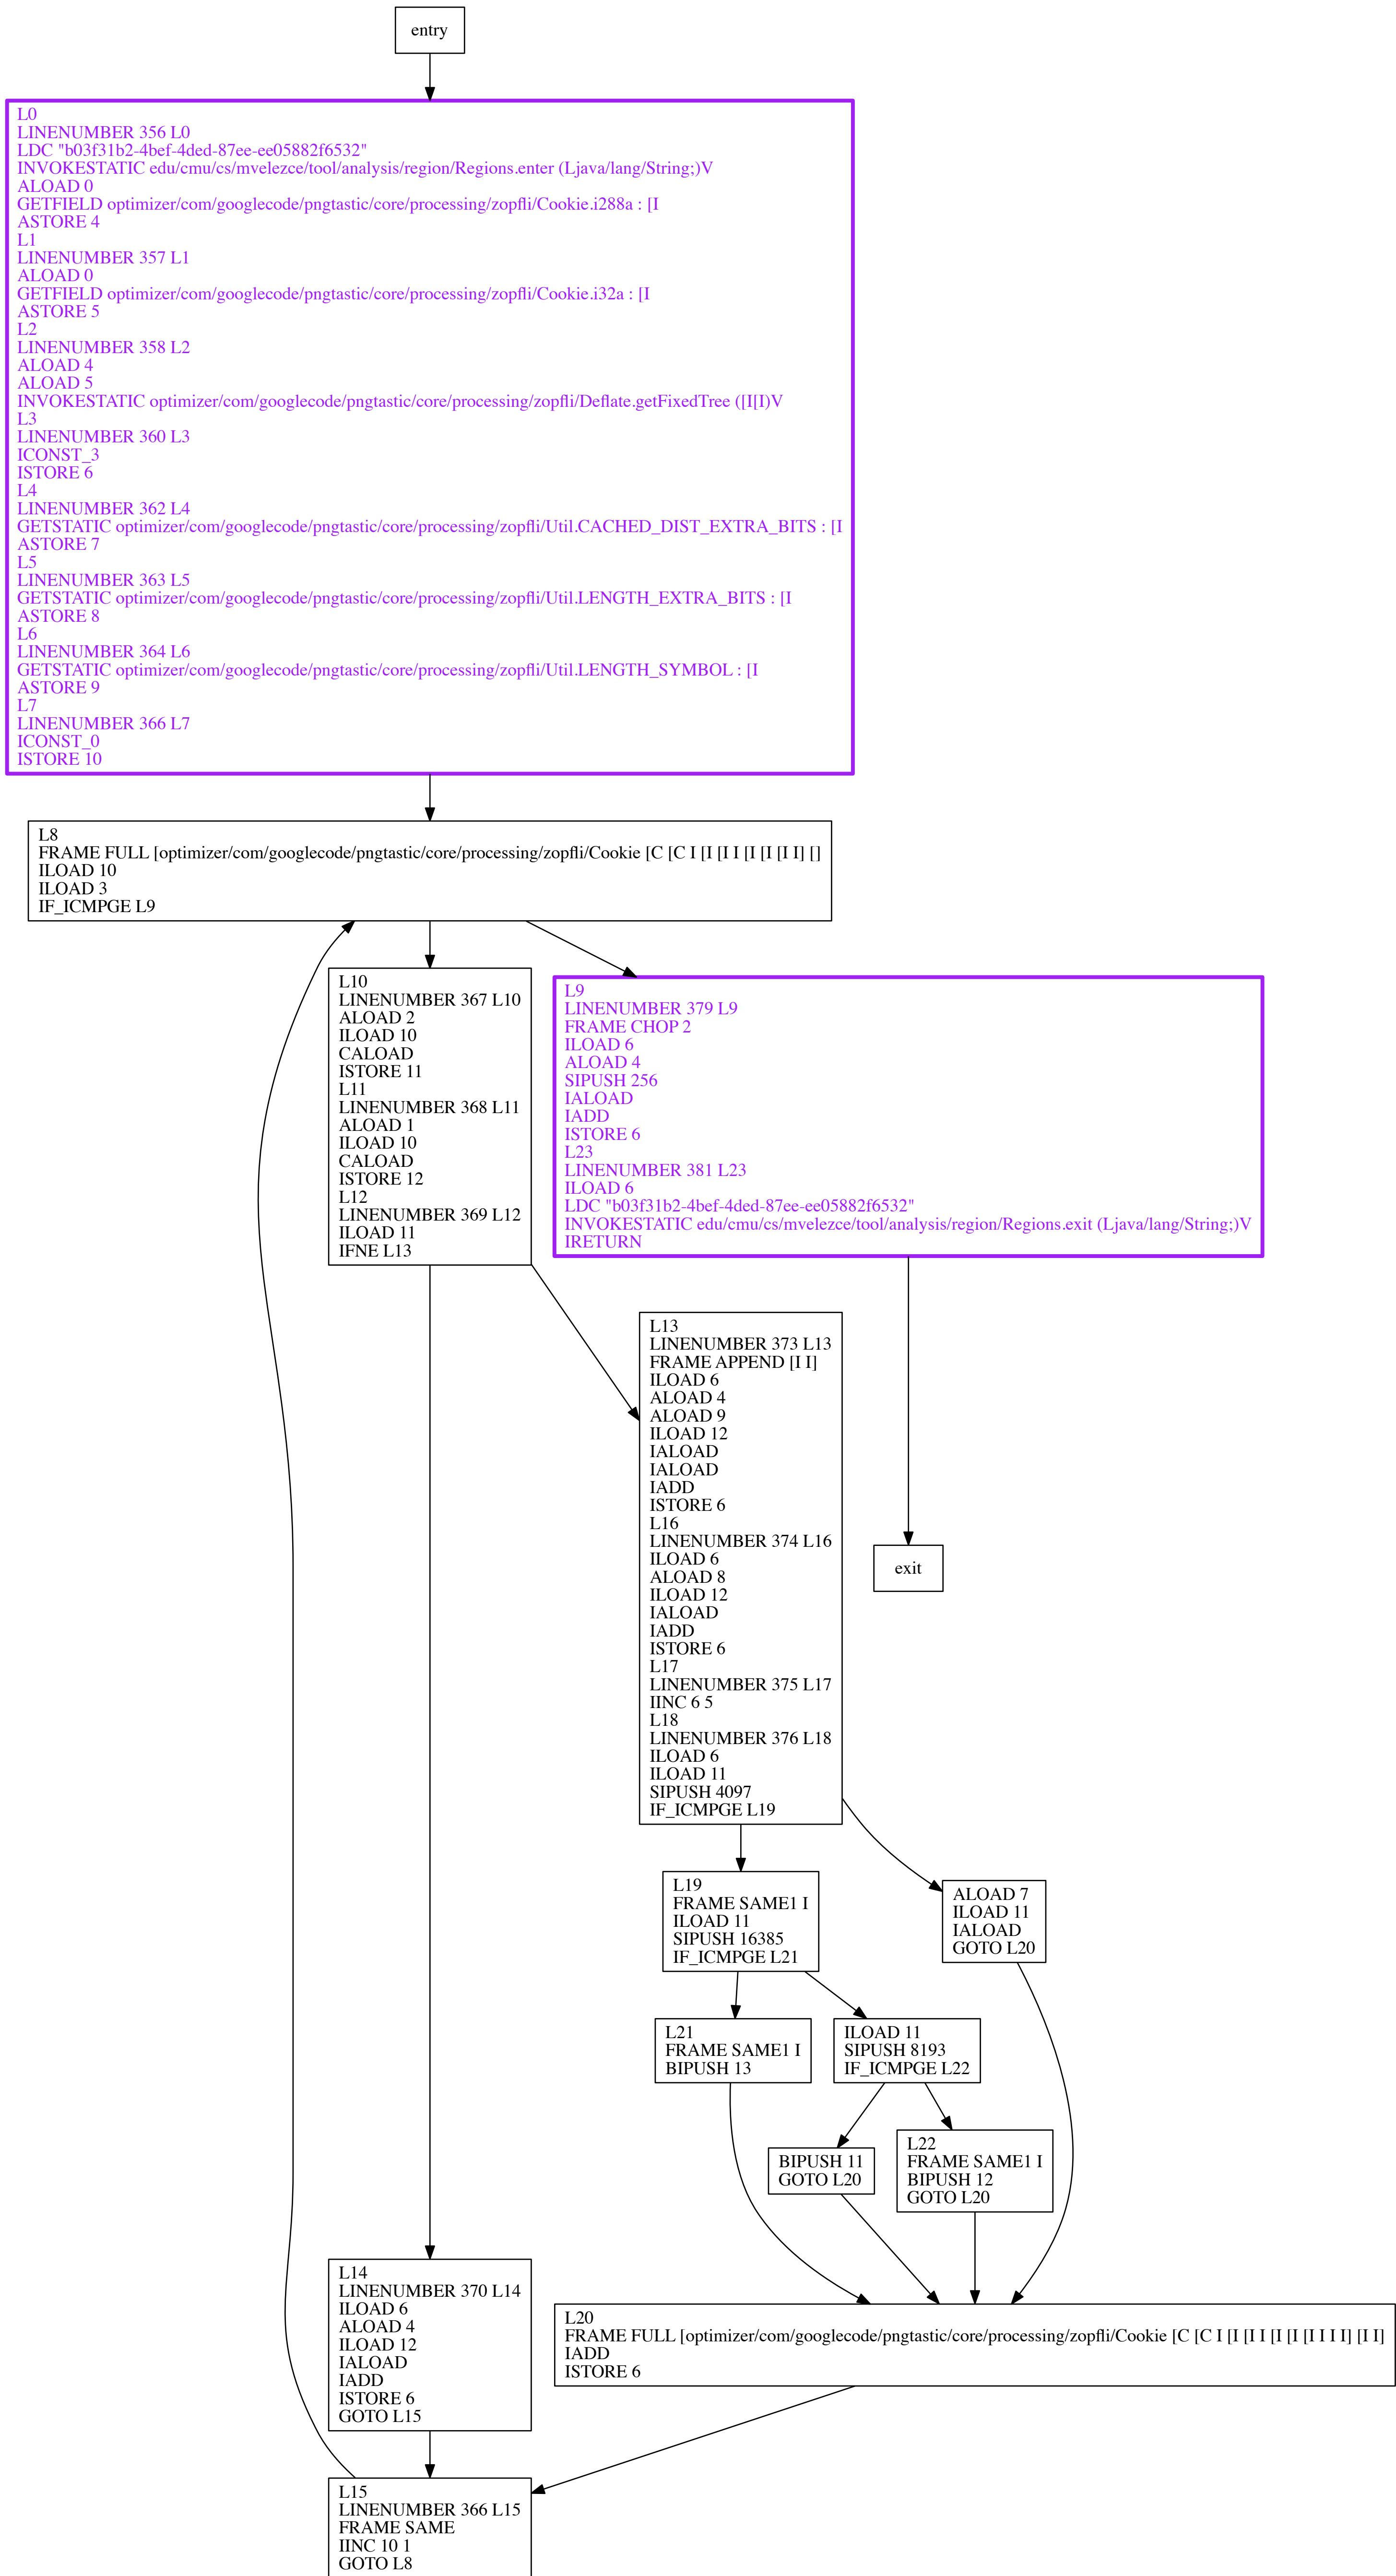 entry
L0
LINENUMBER 356 L0
LDC "b03f31b2-4bef-4ded-87ee-ee05882f6532"
INVOKESTATIC edu/cmu/cs/mvelezce/tool/analysis/region/Regions.enter (Ljava/lang/String;)V
ALOAD 0
GETFIELD optimizer/com/googlecode/pngtastic/core/processing/zopfli/Cookie.i288a : [I
ASTORE 4
L1
LINENUMBER 357 L1
ALOAD 0
GETFIELD optimizer/com/googlecode/pngtastic/core/processing/zopfli/Cookie.i32a : [I
ASTORE 5
L2
LINENUMBER 358 L2
ALOAD 4
ALOAD 5
INVOKESTATIC optimizer/com/googlecode/pngtastic/core/processing/zopfli/Deflate.getFixedTree ([I[I)V
L3
LINENUMBER 360 L3
ICONST_3
ISTORE 6
L4
LINENUMBER 362 L4
GETSTATIC optimizer/com/googlecode/pngtastic/core/processing/zopfli/Util.CACHED_DIST_EXTRA_BITS : [I
ASTORE 7
L5
LINENUMBER 363 L5
GETSTATIC optimizer/com/googlecode/pngtastic/core/processing/zopfli/Util.LENGTH_EXTRA_BITS : [I
ASTORE 8
L6
LINENUMBER 364 L6
GETSTATIC optimizer/com/googlecode/pngtastic/core/processing/zopfli/Util.LENGTH_SYMBOL : [I
ASTORE 9
L7
LINENUMBER 366 L7
ICONST_0
ISTORE 10
L8
FRAME FULL [optimizer/com/googlecode/pngtastic/core/processing/zopfli/Cookie [C [C I [I [I I [I [I [I I] []
ILOAD 10
ILOAD 3
IF_ICMPGE L9
L10
LINENUMBER 367 L10
ALOAD 2
ILOAD 10
CALOAD
ISTORE 11
L11
LINENUMBER 368 L11
ALOAD 1
ILOAD 10
CALOAD
ISTORE 12
L12
LINENUMBER 369 L12
ILOAD 11
IFNE L13
L9
LINENUMBER 379 L9
FRAME CHOP 2
ILOAD 6
ALOAD 4
SIPUSH 256
IALOAD
IADD
ISTORE 6
L23
LINENUMBER 381 L23
ILOAD 6
LDC "b03f31b2-4bef-4ded-87ee-ee05882f6532"
INVOKESTATIC edu/cmu/cs/mvelezce/tool/analysis/region/Regions.exit (Ljava/lang/String;)V
IRETURN
L13
LINENUMBER 373 L13
FRAME APPEND [I I]
ILOAD 6
ALOAD 4
ALOAD 9
ILOAD 12
IALOAD
IALOAD
IADD
ISTORE 6
L16
LINENUMBER 374 L16
ILOAD 6
ALOAD 8
ILOAD 12
IALOAD
IADD
ISTORE 6
L17
LINENUMBER 375 L17
IINC 6 5
L18
LINENUMBER 376 L18
ILOAD 6
ILOAD 11
SIPUSH 4097
IF_ICMPGE L19
exit
L19
FRAME SAME1 I
ILOAD 11
SIPUSH 16385
IF_ICMPGE L21
ALOAD 7
ILOAD 11
IALOAD
GOTO L20
L21
FRAME SAME1 I
BIPUSH 13
ILOAD 11
SIPUSH 8193
IF_ICMPGE L22
BIPUSH 11
GOTO L20
L22
FRAME SAME1 I
BIPUSH 12
GOTO L20
L14
LINENUMBER 370 L14
ILOAD 6
ALOAD 4
ILOAD 12
IALOAD
IADD
ISTORE 6
GOTO L15
L20
FRAME FULL [optimizer/com/googlecode/pngtastic/core/processing/zopfli/Cookie [C [C I [I [I I [I [I [I I I I] [I I]
IADD
ISTORE 6
L15
LINENUMBER 366 L15
FRAME SAME
IINC 10 1
GOTO L8